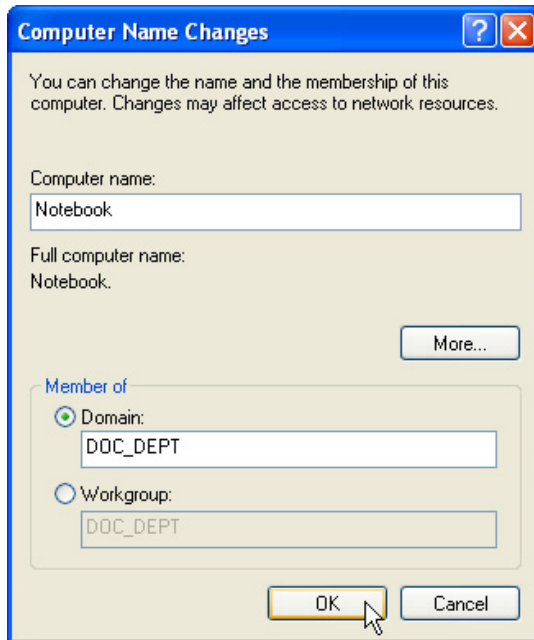 Computer Name Changes
You can change the name and the membership of this
computer. Changes may affect access to network resources.
Computer name:
Notebook
Full computer name:
Notebook.
More...
Member of
Domain:
DOC_DEPT
Workgroup:
DOC_DEPT
OK
Cancel